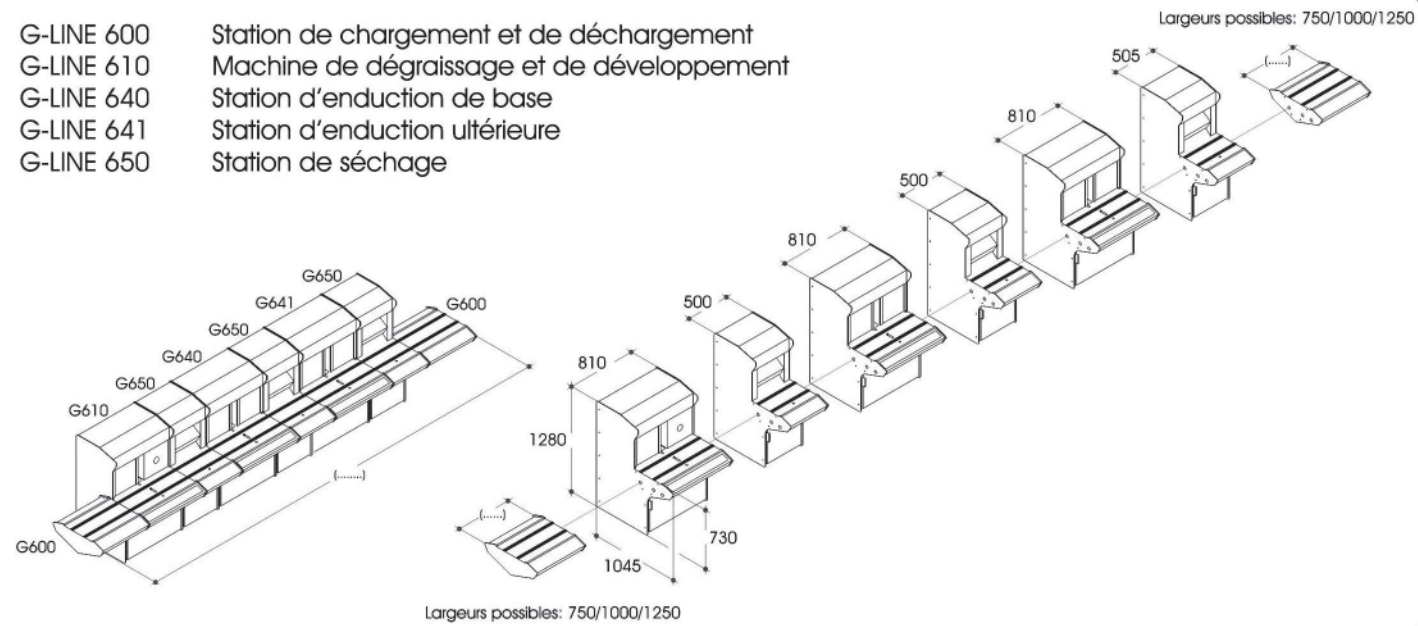 G-LINE 600 Station de chargement et de déchargement
G-LINE 610 Machine de dégraissage et de développement
G-LINE 640 Station d'enduction de base
G-LINE 641 Station d'enduction ultérieure
G-LINE 650 Station de séchage
Largeurs possibles: 750/1000/1250
505
(......)
810
500
810
500
810
1280
(......)
1045
730
G650
G641
G600
G650
G640
G650
G610
(........)
G600
Largeurs possibles: 750/1000/1250